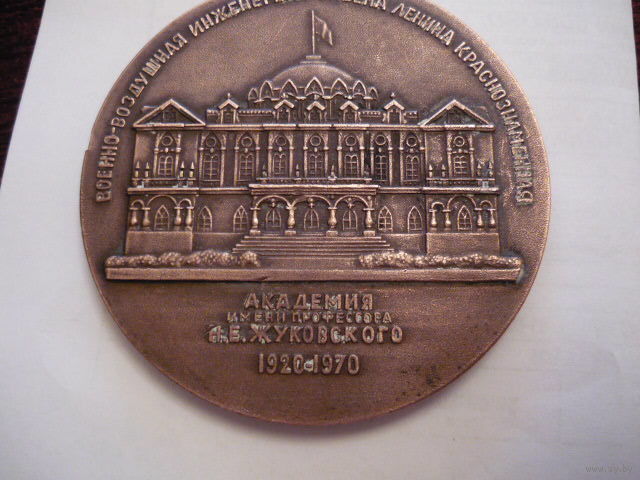 ВОЕННО-ВОЗДУШНАЯ ЛЕНИНА КРАСНОЗНАМЕННАЯ
АКАДЕМИЯ
ИМЕНИ ПРОФЕССОРА
Н.Е. ЖУКОВСКОГО
1920-1970
www.ay.by